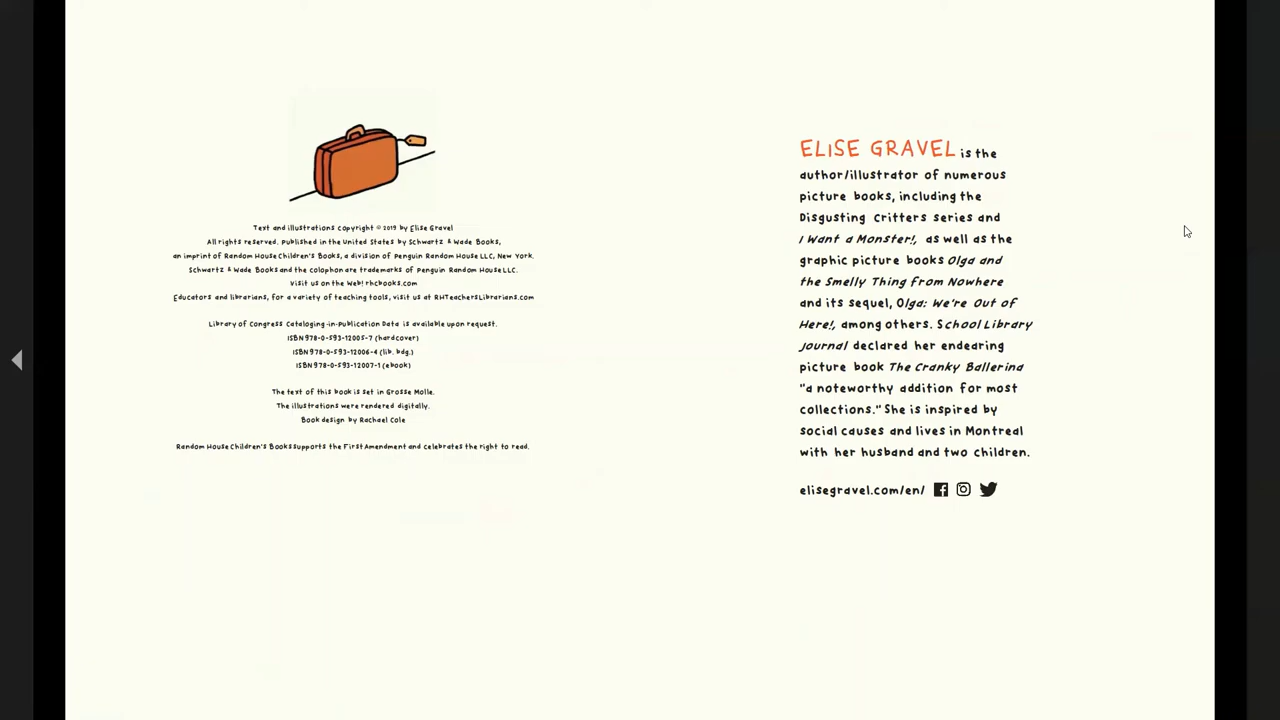 Text and illustrations copyright © 2019 by Elise Gravel
All rights reserved. Published in the United States by Schwartz & Wade Books,
an imprint of Random House Children's Books, a division of Penguin Random House LLC, New York.
Schwartz & Wade Books and the colophon are trademarks of Penguin Random House LLC.
Visit us on the Web! rhcbooks.com
Educators and librarians, for a variety of teaching tools, visit us at RHTeachersLibrarians.com
Library of Congress Cataloging-in-Publication Data is available upon request.
ISBN 978-0-593-12005-7 (hardcover)
ISBN 978-0-593-12006-4 (lib. bdg.)
ISBN 978-0-593-12007-1 (ebook)
The text of this book is set in Grosse Molle.
The illustrations were rendered digitally.
Book design by Rachael Cole
Random House Children's Books supports the First Amendment and celebrates the right to read.
ELISE GRAVEL is the
author/illustrator of numerous
picture books, including the
Disgusting Critters series and
I Want a Monster!, as well as the
graphic picture books Olga and
the Smelly Thing from Nowhere
and its sequel, Olga: We're Out of
Here!, among others. School Library
Journal declared her endearing
picture book The Cranky Ballerina
"a noteworthy addition for most
collections." She is inspired by
social causes and lives in Montreal
with her husband and two children.
elisegravel.com/en/